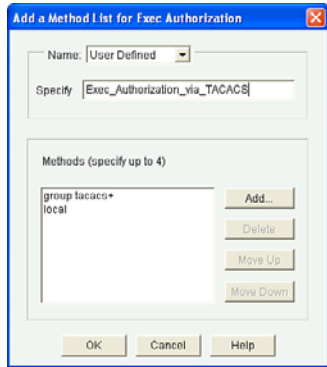 Add a Method List for Exec Authorization
Name: User Defined
Specify Exec_Authorization_via_TACACS
Methods (specify up to 4)
group tacacs+
local
Add...
Delete
Move Up
Move Down
OK Cancel Help